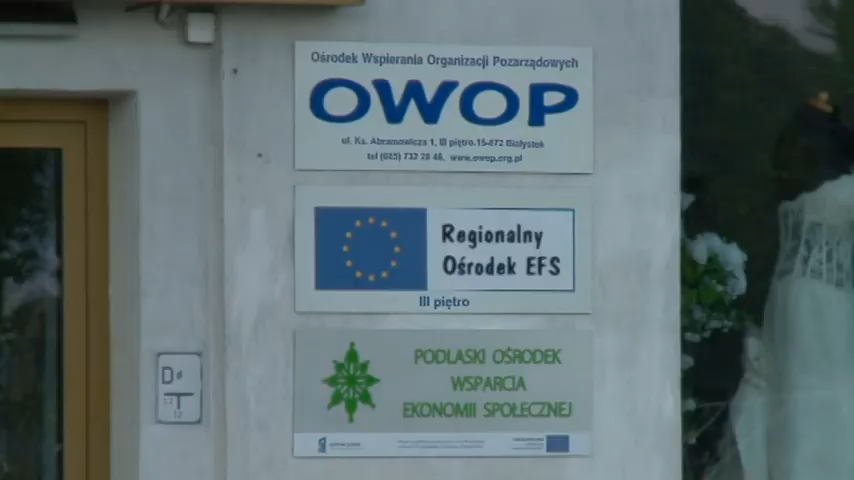 Ośrodek Wspierania Organizacji Pozarządowych
OWOP
ul. Ks. Abramowicza 1, III piętro, 15-872 Białystok
tel (085) 732 28 46, www.owop.org.pl
Regionalny
Ośrodek EFS
III piętro
PODLASKI OŚRODEK
WSPARCIA
EKONOMII SPOŁECZNEJ
D
12